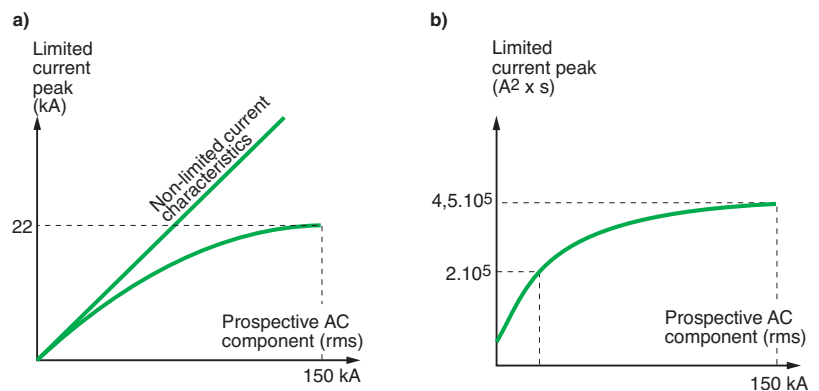 a)
Limited
current
peak
(kA)
Non-limited current
characteristics
22
Prospective AC
component (rms)
150 kA
b)
Limited
current peak
(A² x s)
4,5.10⁵
2.10⁵
Prospective AC
component (rms)
150 kA